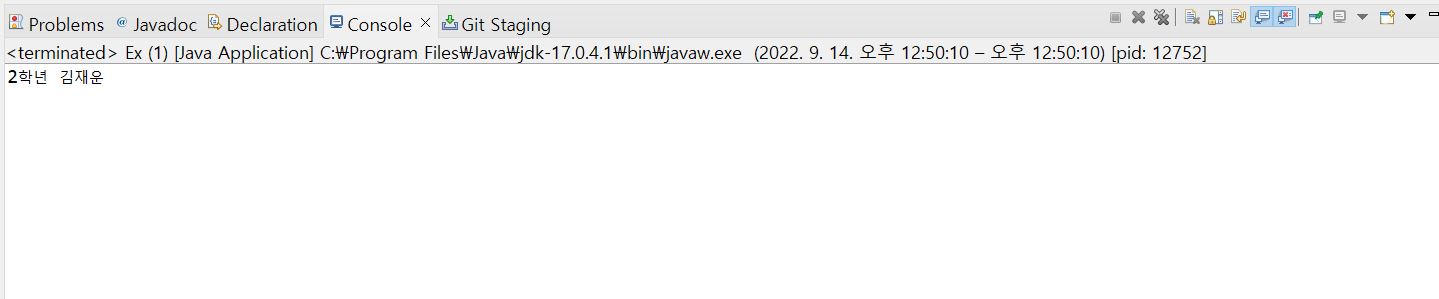 Problems @ Javadoc Declaration Console Git Staging
<terminated> Ex (1) [Java Application] C:₩Program Files₩Java₩jdk-17.0.4.1₩bin₩javaw.exe (2022. 9. 14. 오후 12:50:10 – 오후 12:50:10) [pid: 12752]
2학년 김재운